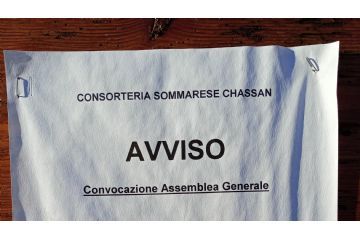 CONSORTERIA SOMMARESE CHASSAN
AVVISO
Convocazione Assemblea Generale